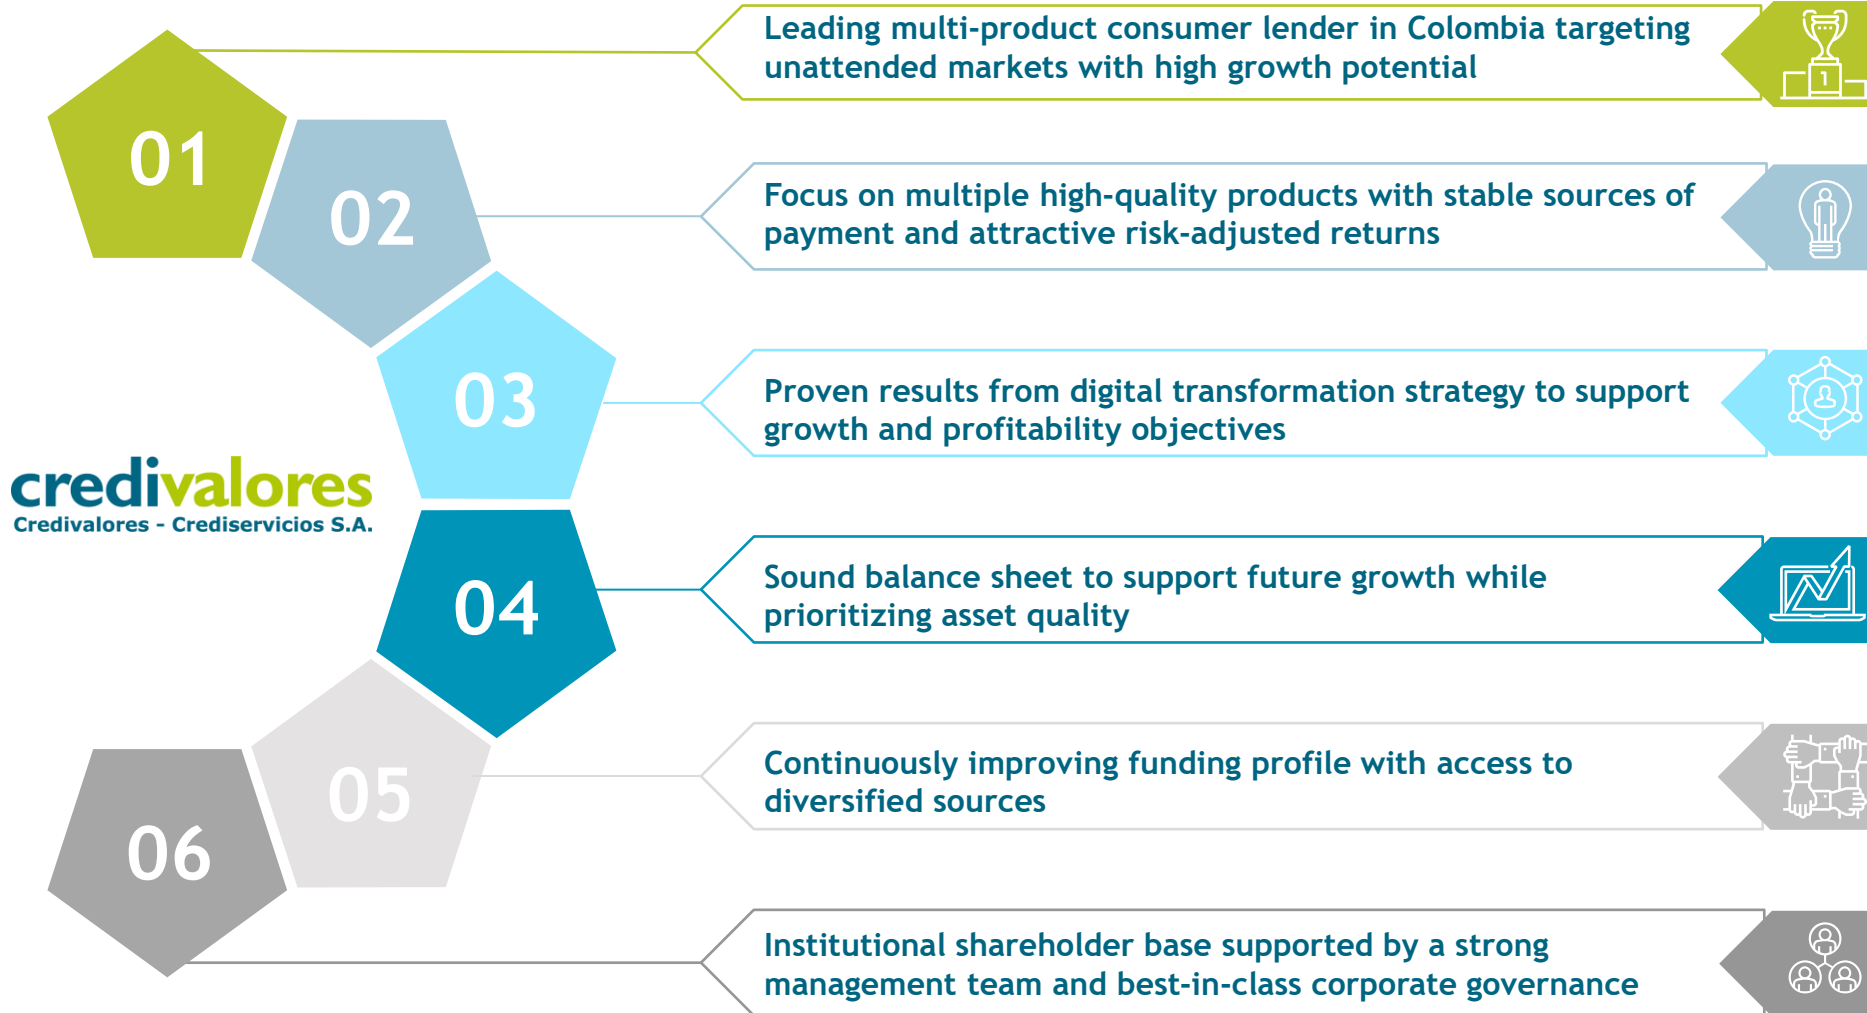 01
Leading multi-product consumer lender in Colombia targeting
unattended markets with high growth potential
1
02
Focus on multiple high-quality products with stable sources of
payment and attractive risk-adjusted returns
03
Proven results from digital transformation strategy to support
growth and profitability objectives
credivalores
Credivalores - Crediservicios S.A.
04
Sound balance sheet to support future growth while
prioritizing asset quality
05
Continuously improving funding profile with access to
diversified sources
06
Institutional shareholder base supported by a strong
management team and best-in-class corporate governance